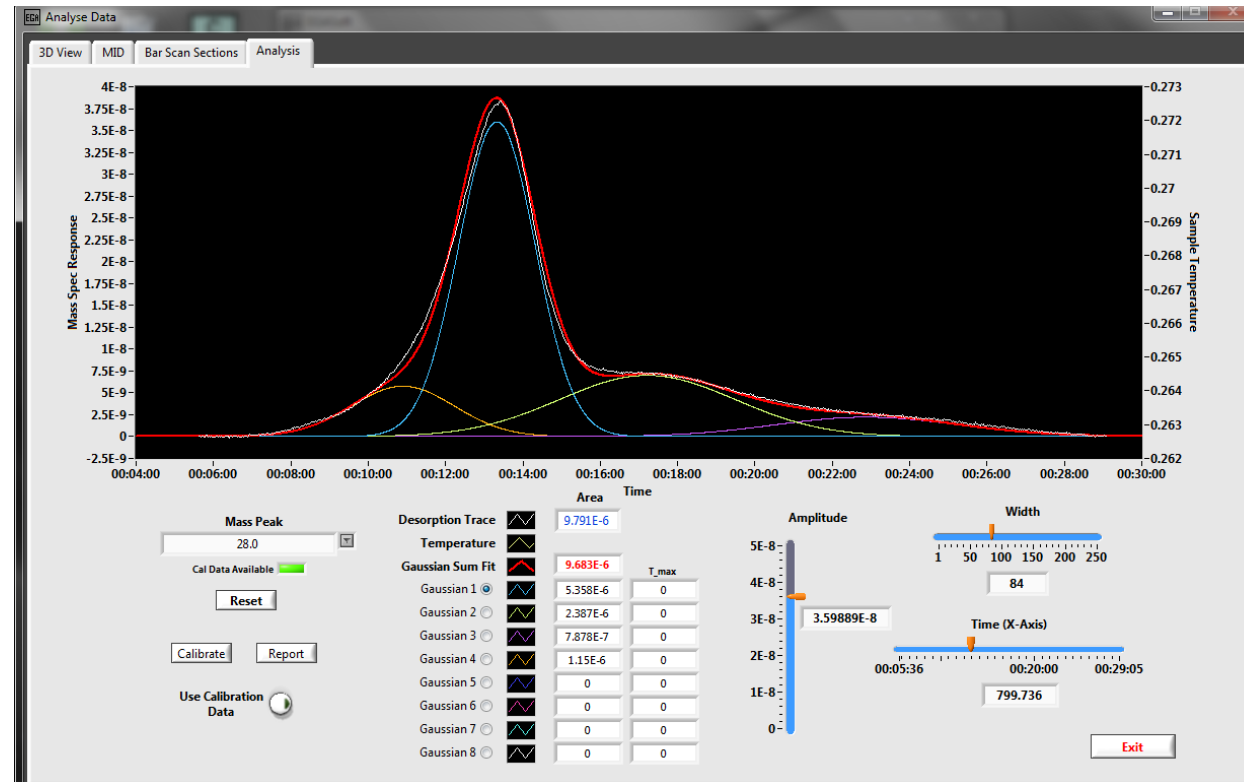 EGA Analyse Data
3D View MID Bar Scan Sections Analysis
4E-8
3.75E-8
3.5E-8
3.25E-8
3E-8
2.75E-8
2.5E-8
2.25E-8
2E-8
1.75E-8
1.5E-8
1.25E-8
1E-8
7.5E-9
5E-9
2.5E-9
0
-2.5E-9
Mass Spec Response
0.273
0.272
0.271
0.27
0.269
0.268
0.267
0.266
0.265
0.264
0.263
0.262
Sample Temperature
00:04:00 00:06:00 00:08:00 00:10:00 00:12:00 00:14:00 00:16:00 00:18:00 00:20:00 00:22:00 00:24:00 00:26:00 00:28:00 00:30:00
Time
Mass Peak
28.0
Cal Data Available
Reset
Calibrate Report
Use Calibration
Data
Area
Desorption Trace 9.791E-6
Temperature
Gaussian Sum Fit 9.683E-6 T_max
Gaussian 1 5.358E-6 0
Gaussian 2 2.387E-6 0
Gaussian 3 7.878E-7 0
Gaussian 4 1.15E-6 0
Gaussian 5 0 0
Gaussian 6 0 0
Gaussian 7 0 0
Gaussian 8 0 0
Amplitude
5E-8
4E-8
3E-8
2E-8
1E-8
0
3.59889E-8
Width
1 50 100 150 200 250
84
Time (X-Axis)
00:05:36 00:20:00 00:29:05
799.736
Exit